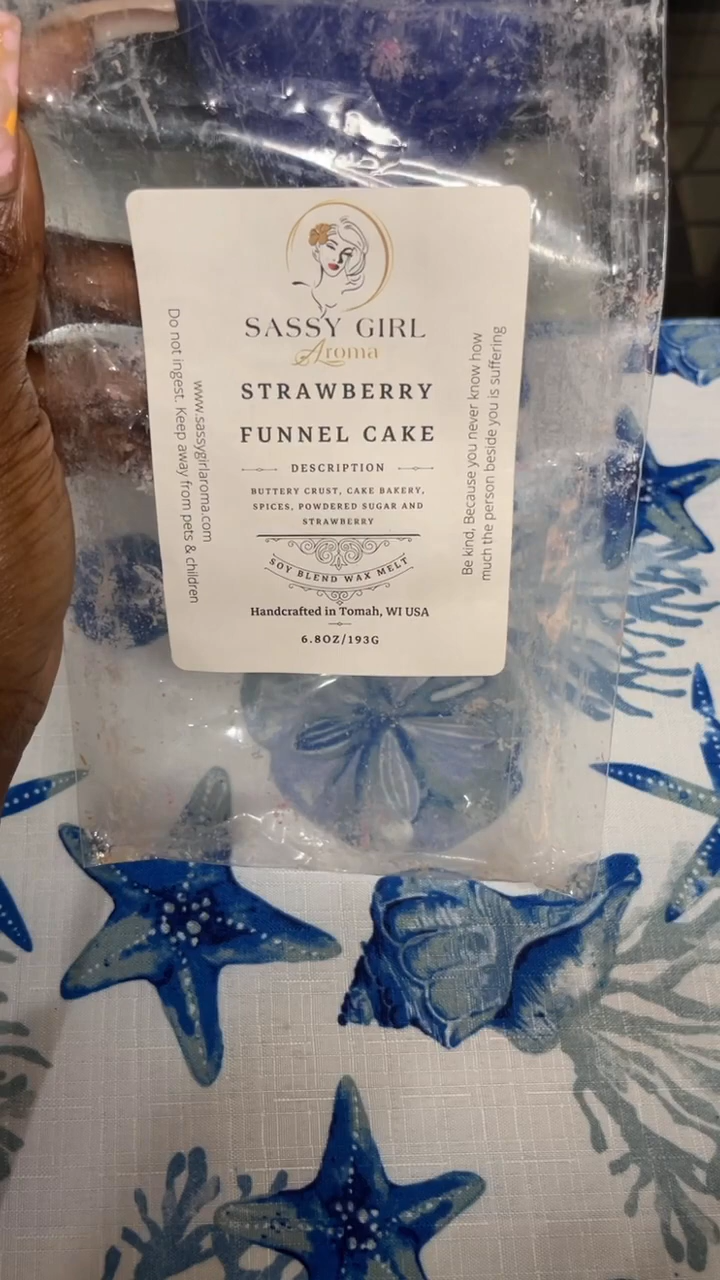 SASSY GIRL
Aroma
STRAWBERRY
FUNNEL CAKE
DESCRIPTION
BUTTERY CRUST, CAKE BAKERY,
SPICES, POWDERED SUGAR AND
STRAWBERRY
SOY BLEND WAX MELT
Handcrafted in Tomah, WI USA
6.8OZ/193G
Do not ingest. Keep away from pets & children
www.sassygirlaroma.com
Be kind, Because you never know how
much the person beside you is suffering